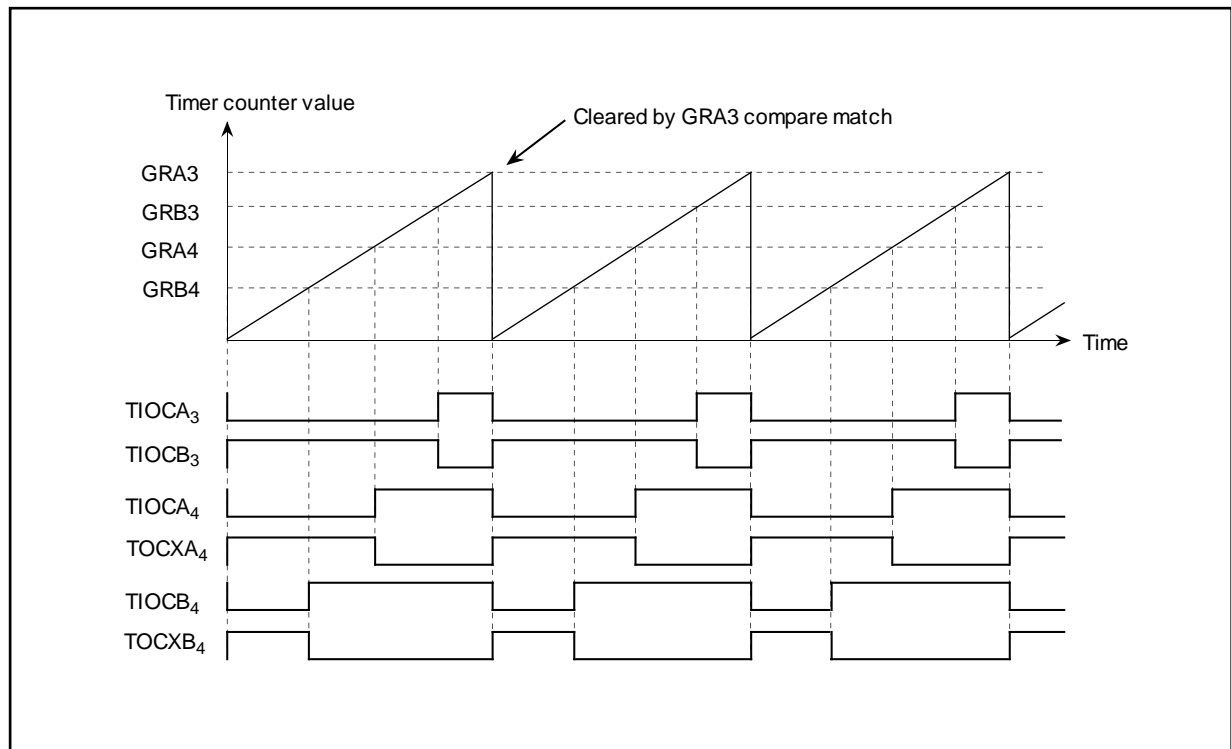 Timer counter value
Cleared by GRA3 compare match
GRA3
GRB3
GRA4
GRB4
Time
TIOCA3
TIOCB3
TIOCA4
TOCXA4
TIOCB4
TOCXB4